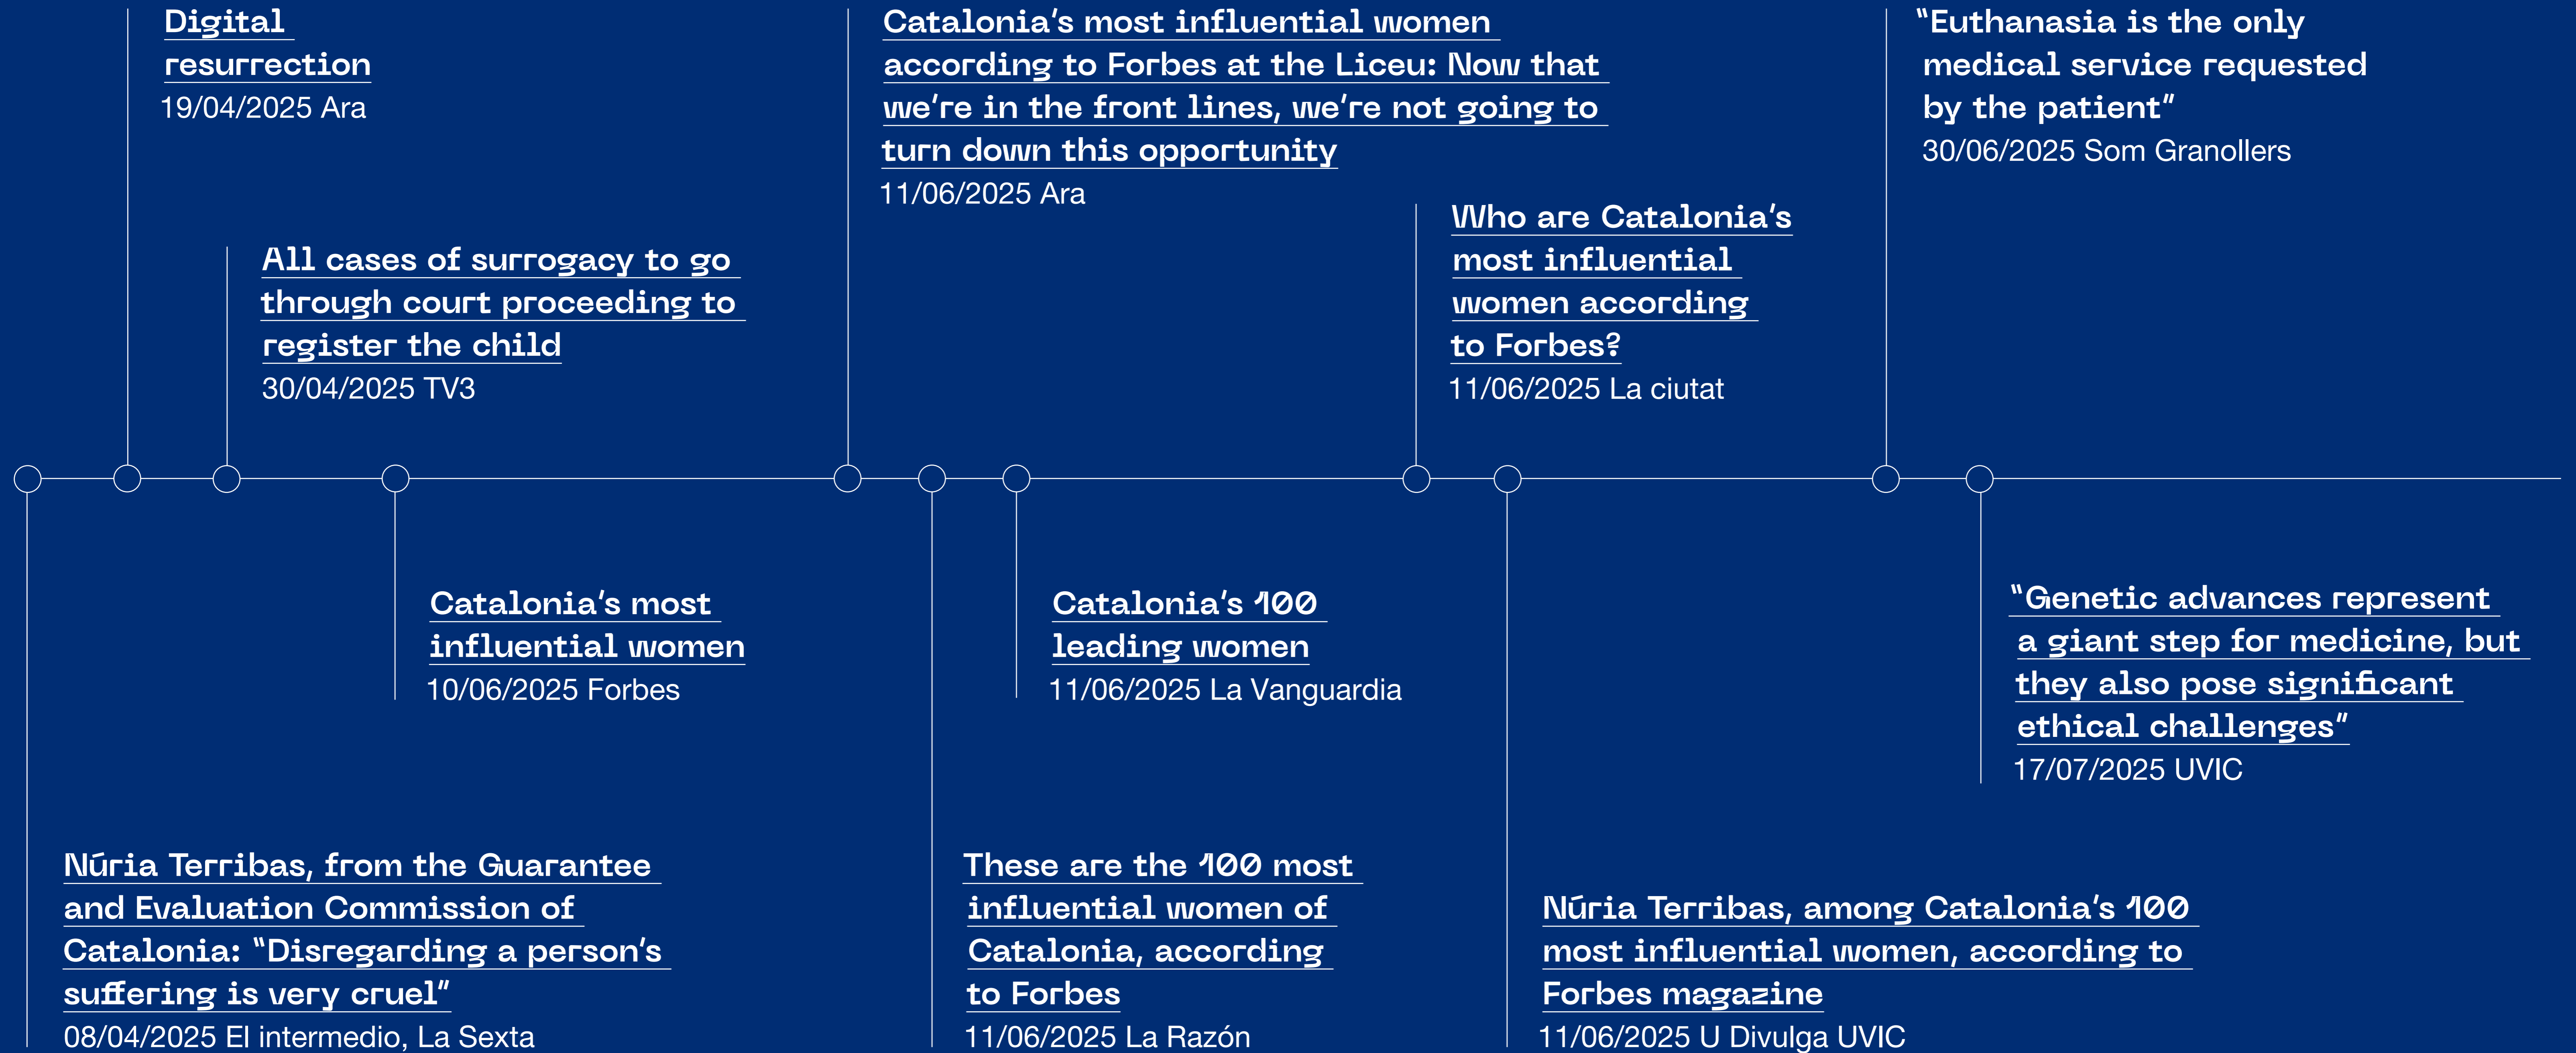 Digital
resurrection
19/04/2025 Ara
Catalonia's most influential women
according to Forbes at the Liceu: Now that
we're in the front lines, we're not going to
turn down this opportunity
11/06/2025 Ara
"Euthanasia is the only
medical service requested
by the patient"
30/06/2025 Som Granollers
All cases of surrogacy to go
through court proceeding to
register the child
30/04/2025 TV3
Who are Catalonia's
most influential
women according
to Forbes?
11/06/2025 La ciutat
Catalonia's most
influential women
10/06/2025 Forbes
Catalonia's 100
leading women
11/06/2025 La Vanguardia
"Genetic advances represent
a giant step for medicine, but
they also pose significant
ethical challenges"
17/07/2025 UVIC
Núria Terribas, from the Guarantee
and Evaluation Commission of
Catalonia: "Disregarding a person's
suffering is very cruel"
08/04/2025 El intermedio, La Sexta
These are the 100 most
influential women of
Catalonia, according
to Forbes
11/06/2025 La Razón
Núria Terribas, among Catalonia's 100
most influential women, according to
Forbes magazine
11/06/2025 U Divulga UVIC